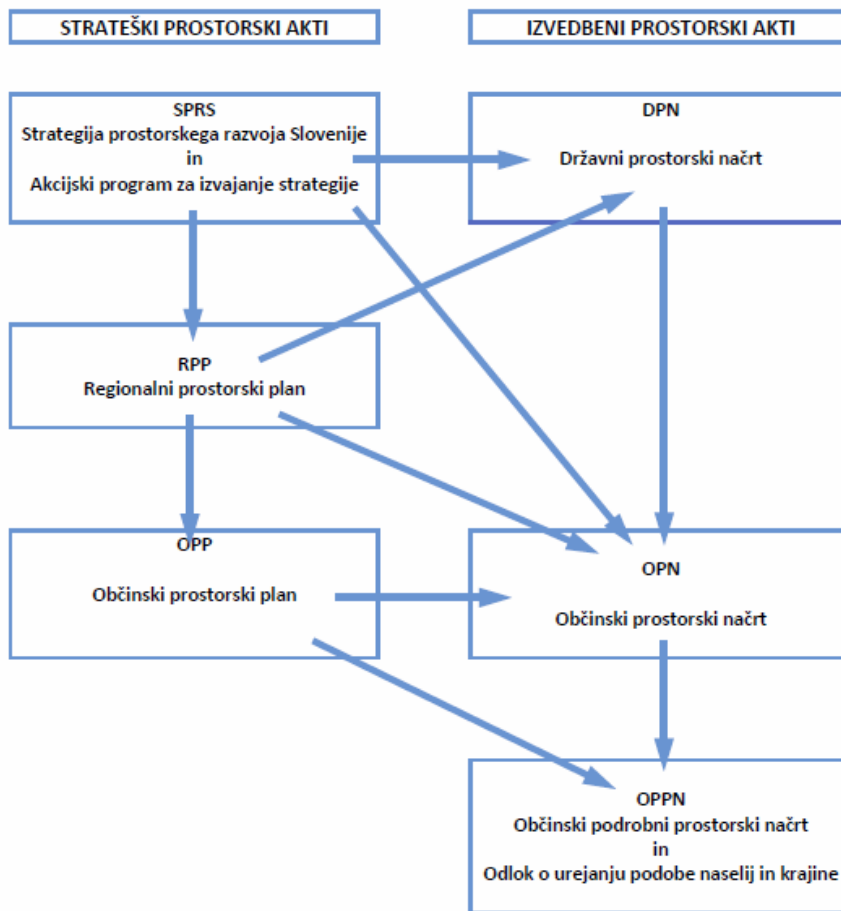 STRATEŠKI PROSTORSKI AKTI
IZVEDBENI PROSTORSKI AKTI
SPRS
Strategija prostorskega razvoja Slovenije
in
Akcijski program za izvajanje strategije
DPN
Državni prostorski načrt
RPP
Regionalni prostorski plan
OPP
Občinski prostorski plan
OPN
Občinski prostorski načrt
OPPN
Občinski podrobni prostorski načrt
in
Odlok o urejanju podobe naselij in krajine